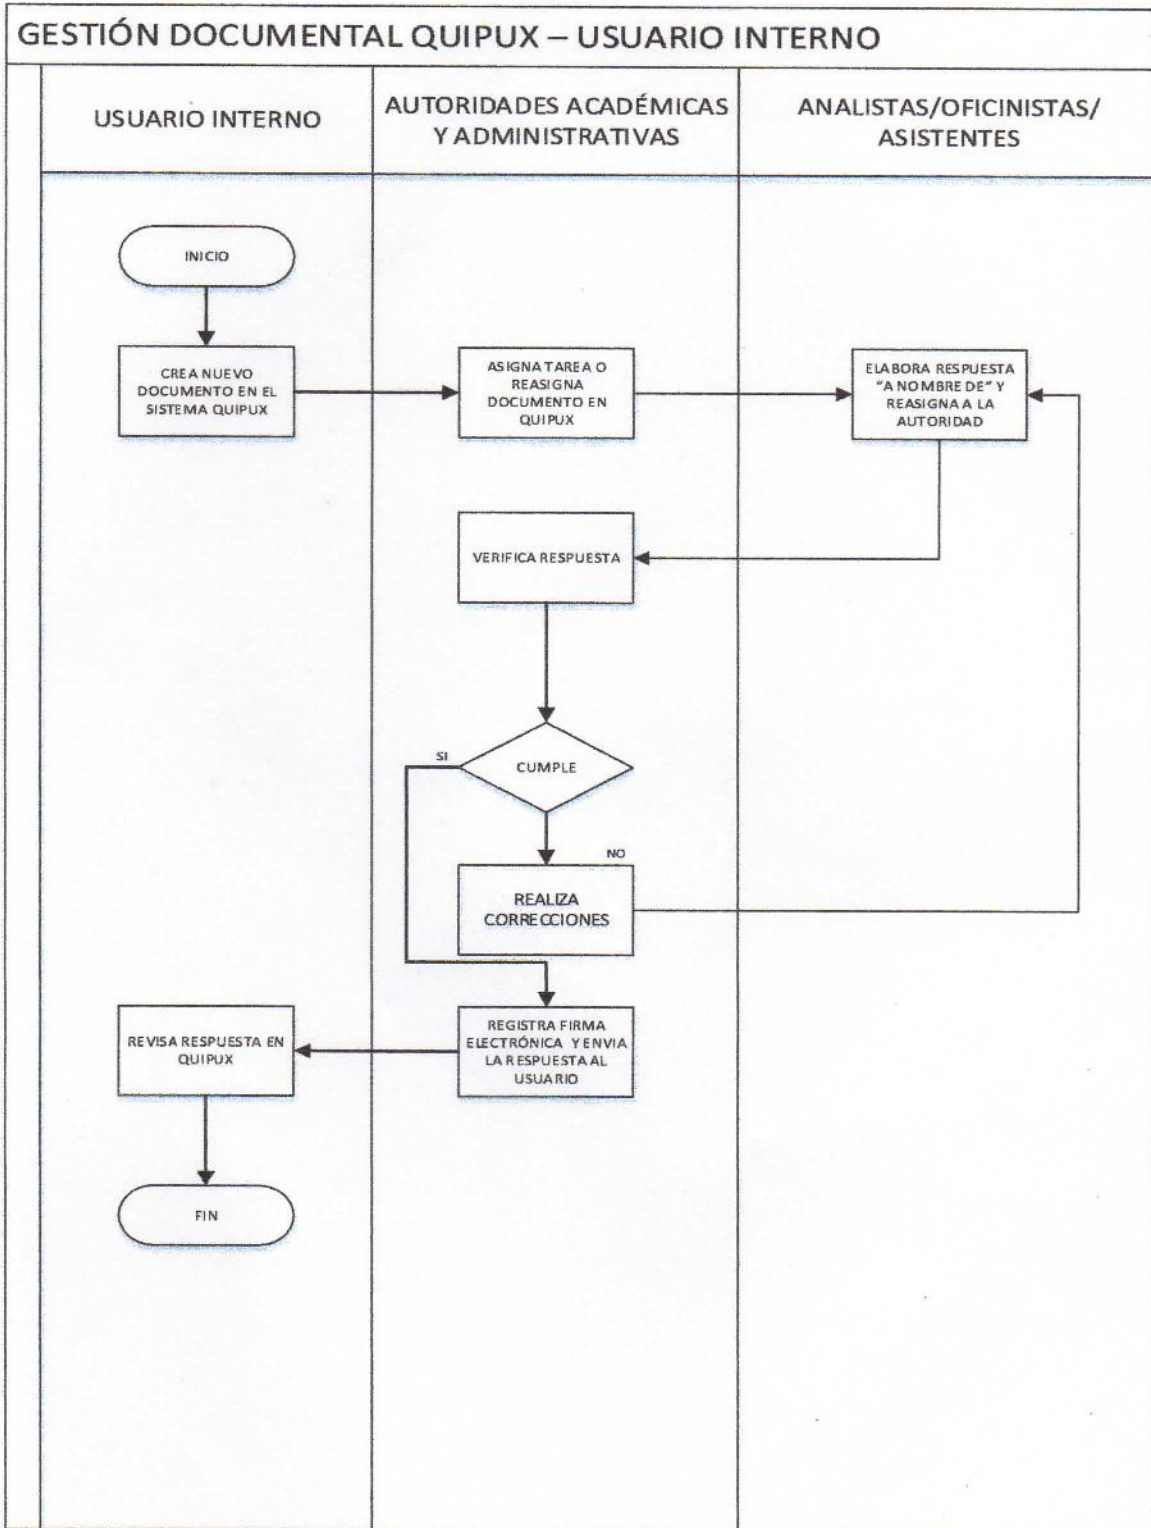 GESTIÓN DOCUMENTAL QUIPUX – USUARIO INTERNO
USUARIO INTERNO
AUTORIDADES ACADÉMICAS
Y ADMINISTRATIVAS
ANALISTAS/OFICINISTAS/
ASISTENTES
INICIO
CREA NUEVO
DOCUMENTO EN EL
SISTEMA QUIPUX
ASIGNA TAREA O
REASIGNA
DOCUMENTO EN
QUIPUX
ELABORA RESPUESTA
“A NOMBRE DE” Y
REASIGNA A LA
AUTORIDAD
VERIFICA RESPUESTA
SI
CUMPLE
NO
REALIZA
CORRECCIONES
REVISA RESPUESTA EN
QUIPUX
REGISTRA FIRMA
ELECTRÓNICA Y ENVIA
LA RESPUESTA AL
USUARIO
FIN